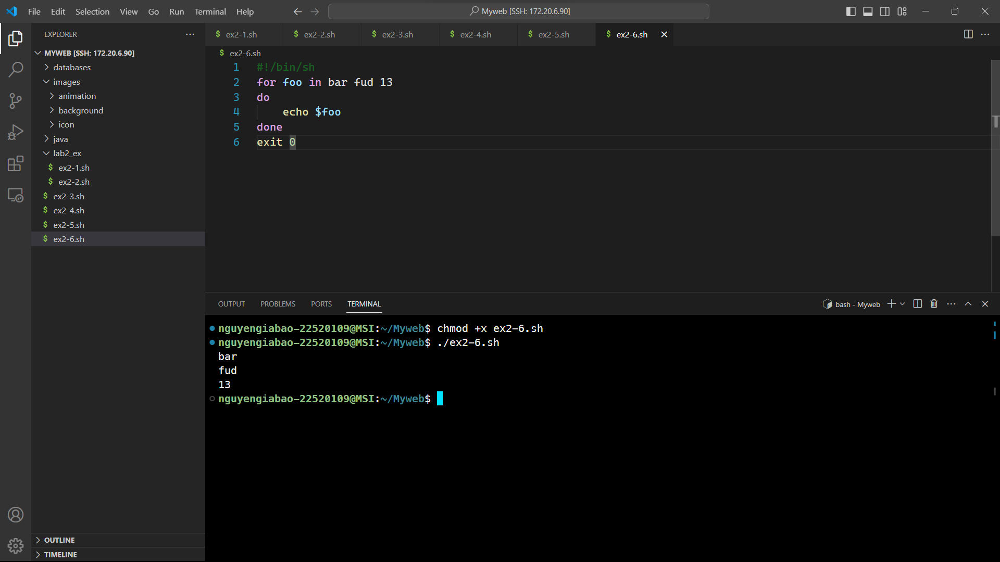 File Edit Selection View Go Run Terminal Help
Myweb [SSH: 172.20.6.90]
EXPLORER
MYWEB [SSH: 172.20.6.90]
databases
images
animation
background
icon
java
lab2_ex
$ ex2-1.sh
$ ex2-2.sh
$ ex2-3.sh
$ ex2-4.sh
$ ex2-5.sh
$ ex2-6.sh
OUTLINE
TIMELINE
$ ex2-1.sh $ ex2-2.sh $ ex2-3.sh $ ex2-4.sh $ ex2-5.sh $ ex2-6.sh
$ ex2-6.sh
1 #!/bin/sh
2 for foo in bar fud 13
3 do
4 echo $foo
5 done
6 exit 0
OUTPUT PROBLEMS PORTS TERMINAL
bash - Myweb
nguyengiabao-22520109@MSI:~/Myweb$ chmod +x ex2-6.sh
nguyengiabao-22520109@MSI:~/Myweb$ ./ex2-6.sh
bar
fud
13
nguyengiabao-22520109@MSI:~/Myweb$